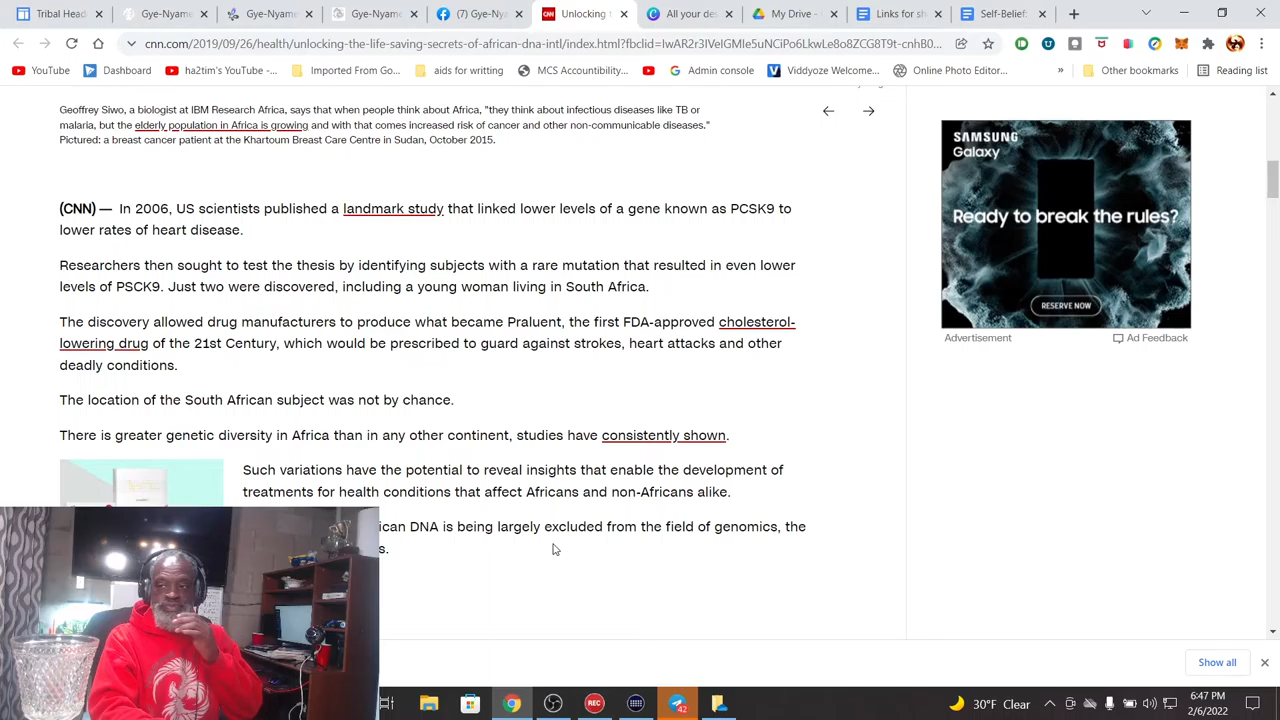 Tribal Heade
Gye-Nyame
Gye-Nyame
Gye-Nyame
(7) Gye-Nya
Unlocking t
All your de
My Drive -
Links for sh
Self-Belief:
cnn.com/2019/09/26/health/unlocking-the-life-saving-secrets-of-african-dna-intl/index.html?fbclid=
YouTube
Dashboard
ha2tim's YouTube -...
Imported From Go...
aids for writting
MCS Accountibility...
Admin console
Viddyoze Welcome...
Online Photo Editor...
»
Other bookmarks
Reading list
Geoffrey Siwo, a biologist at IBM Research Africa, says that when people think about Africa, "they think about infectious diseases like TB or
malaria, but the elderly population in Africa is growing and with that comes increased risk of cancer and other non-communicable diseases."
Pictured: a breast cancer patient at the Khartoum Breast Care Centre in Sudan, October 2015.
(CNN) — In 2006, US scientists published a landmark study that linked lower levels of a gene known as PCSK9 to
lower rates of heart disease.
Researchers then sought to test the thesis by identifying subjects with a rare mutation that resulted in even lower
levels of PSCK9. Just two were discovered, including a young woman living in South Africa.
The discovery allowed drug manufacturers to produce what became Praluent, the first FDA-approved cholesterol-
lowering drug of the 21st Century, which would be prescribed to guard against strokes, heart attacks and other
deadly conditions.
The location of the South African subject was not by chance.
There is greater genetic diversity in Africa than in any other continent, studies have consistently shown.
Such variations have the potential to reveal insights that enable the development of
treatments for health conditions that affect Africans and non-Africans alike.
ican DNA is being largely excluded from the field of genomics, the
s.
SAMSUNG
Galaxy
Ready to break the rules?
RESERVE NOW
Advertisement
Ad Feedback
Show all
REC
42
30°F Clear
6:47 PM
2/6/2022